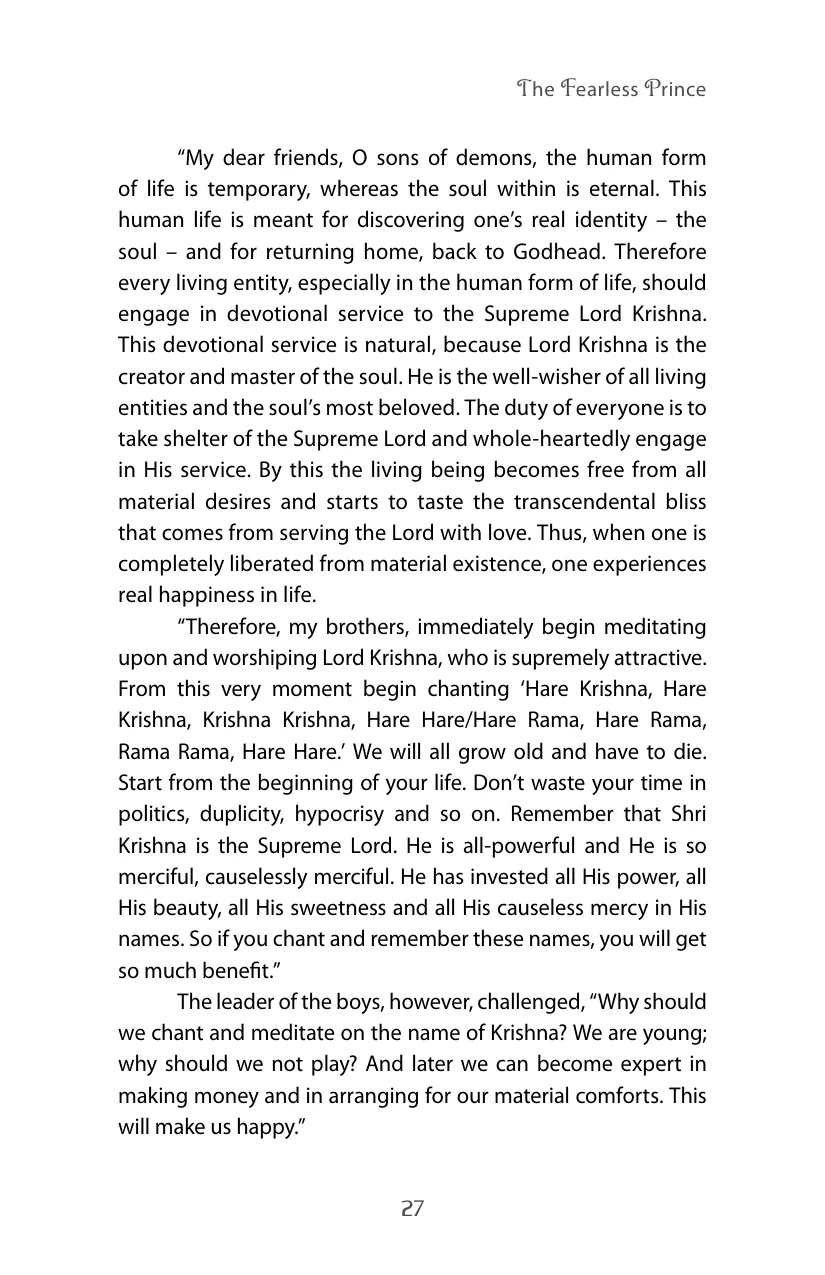 The Fearless Prince
“My dear friends, O sons of demons, the human form
of life is temporary, whereas the soul within is eternal. This
human life is meant for discovering one’s real identity – the
soul – and for returning home, back to Godhead. Therefore
every living entity, especially in the human form of life, should
engage in devotional service to the Supreme Lord Krishna.
This devotional service is natural, because Lord Krishna is the
creator and master of the soul. He is the well-wisher of all living
entities and the soul’s most beloved. The duty of everyone is to
take shelter of the Supreme Lord and whole-heartedly engage
in His service. By this the living being becomes free from all
material desires and starts to taste the transcendental bliss
that comes from serving the Lord with love. Thus, when one is
completely liberated from material existence, one experiences
real happiness in life.
“Therefore, my brothers, immediately begin meditating
upon and worshiping Lord Krishna, who is supremely attractive.
From this very moment begin chanting ‘Hare Krishna, Hare
Krishna, Krishna Krishna, Hare Hare/Hare Rama, Hare Rama,
Rama Rama, Hare Hare.’ We will all grow old and have to die.
Start from the beginning of your life. Don’t waste your time in
politics, duplicity, hypocrisy and so on. Remember that Shri
Krishna is the Supreme Lord. He is all-powerful and He is so
merciful, causelessly merciful. He has invested all His power, all
His beauty, all His sweetness and all His causeless mercy in His
names. So if you chant and remember these names, you will get
so much benefit.”
The leader of the boys, however, challenged, “Why should
we chant and meditate on the name of Krishna? We are young;
why should we not play? And later we can become expert in
making money and in arranging for our material comforts. This
will make us happy.”
27